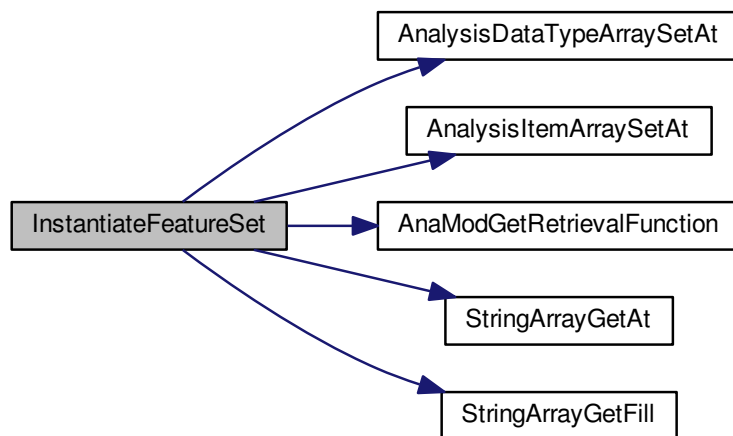 AnalysisDataTypeArraySetAt
AnalysisItemArraySetAt
InstantiateFeatureSet
AnaModGetRetrievalFunction
StringArrayGetAt
StringArrayGetFill